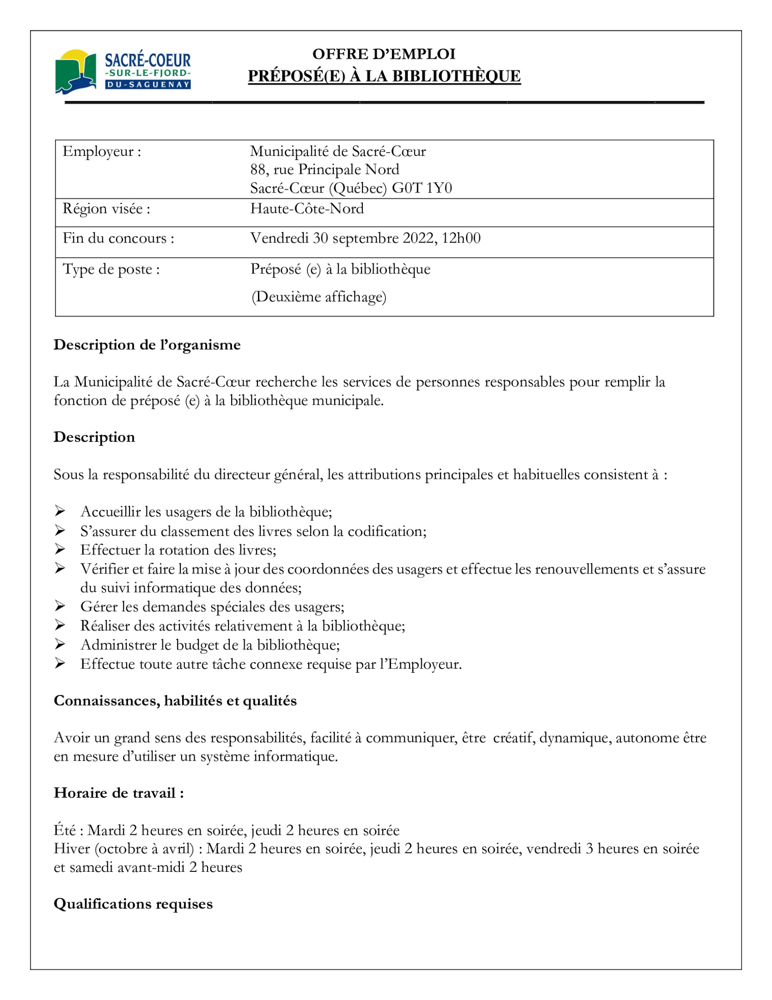 SACRÉ-COEUR
-SUR-LE-FJORD-
DU-SAGUENAY
OFFRE D’EMPLOI
PRÉPOSÉ(E) À LA BIBLIOTHÈQUE
Employeur : Municipalité de Sacré-Cœur
88, rue Principale Nord
Sacré-Cœur (Québec) G0T 1Y0
Région visée : Haute-Côte-Nord
Fin du concours : Vendredi 30 septembre 2022, 12h00
Type de poste : Préposé (e) à la bibliothèque
(Deuxième affichage)
Description de l’organisme
La Municipalité de Sacré-Cœur recherche les services de personnes responsables pour remplir la
fonction de préposé (e) à la bibliothèque municipale.
Description
Sous la responsabilité du directeur général, les attributions principales et habituelles consistent à :
➢ Accueillir les usagers de la bibliothèque;
➢ S’assurer du classement des livres selon la codification;
➢ Effectuer la rotation des livres;
➢ Vérifier et faire la mise à jour des coordonnées des usagers et effectue les renouvellements et s’assure
du suivi informatique des données;
➢ Gérer les demandes spéciales des usagers;
➢ Réaliser des activités relativement à la bibliothèque;
➢ Administrer le budget de la bibliothèque;
➢ Effectue toute autre tâche connexe requise par l’Employeur.
Connaissances, habilités et qualités
Avoir un grand sens des responsabilités, facilité à communiquer, être  créatif, dynamique, autonome être
en mesure d’utiliser un système informatique.
Horaire de travail :
Été : Mardi 2 heures en soirée, jeudi 2 heures en soirée
Hiver (octobre à avril) : Mardi 2 heures en soirée, jeudi 2 heures en soirée, vendredi 3 heures en soirée
et samedi avant-midi 2 heures
Qualifications requises